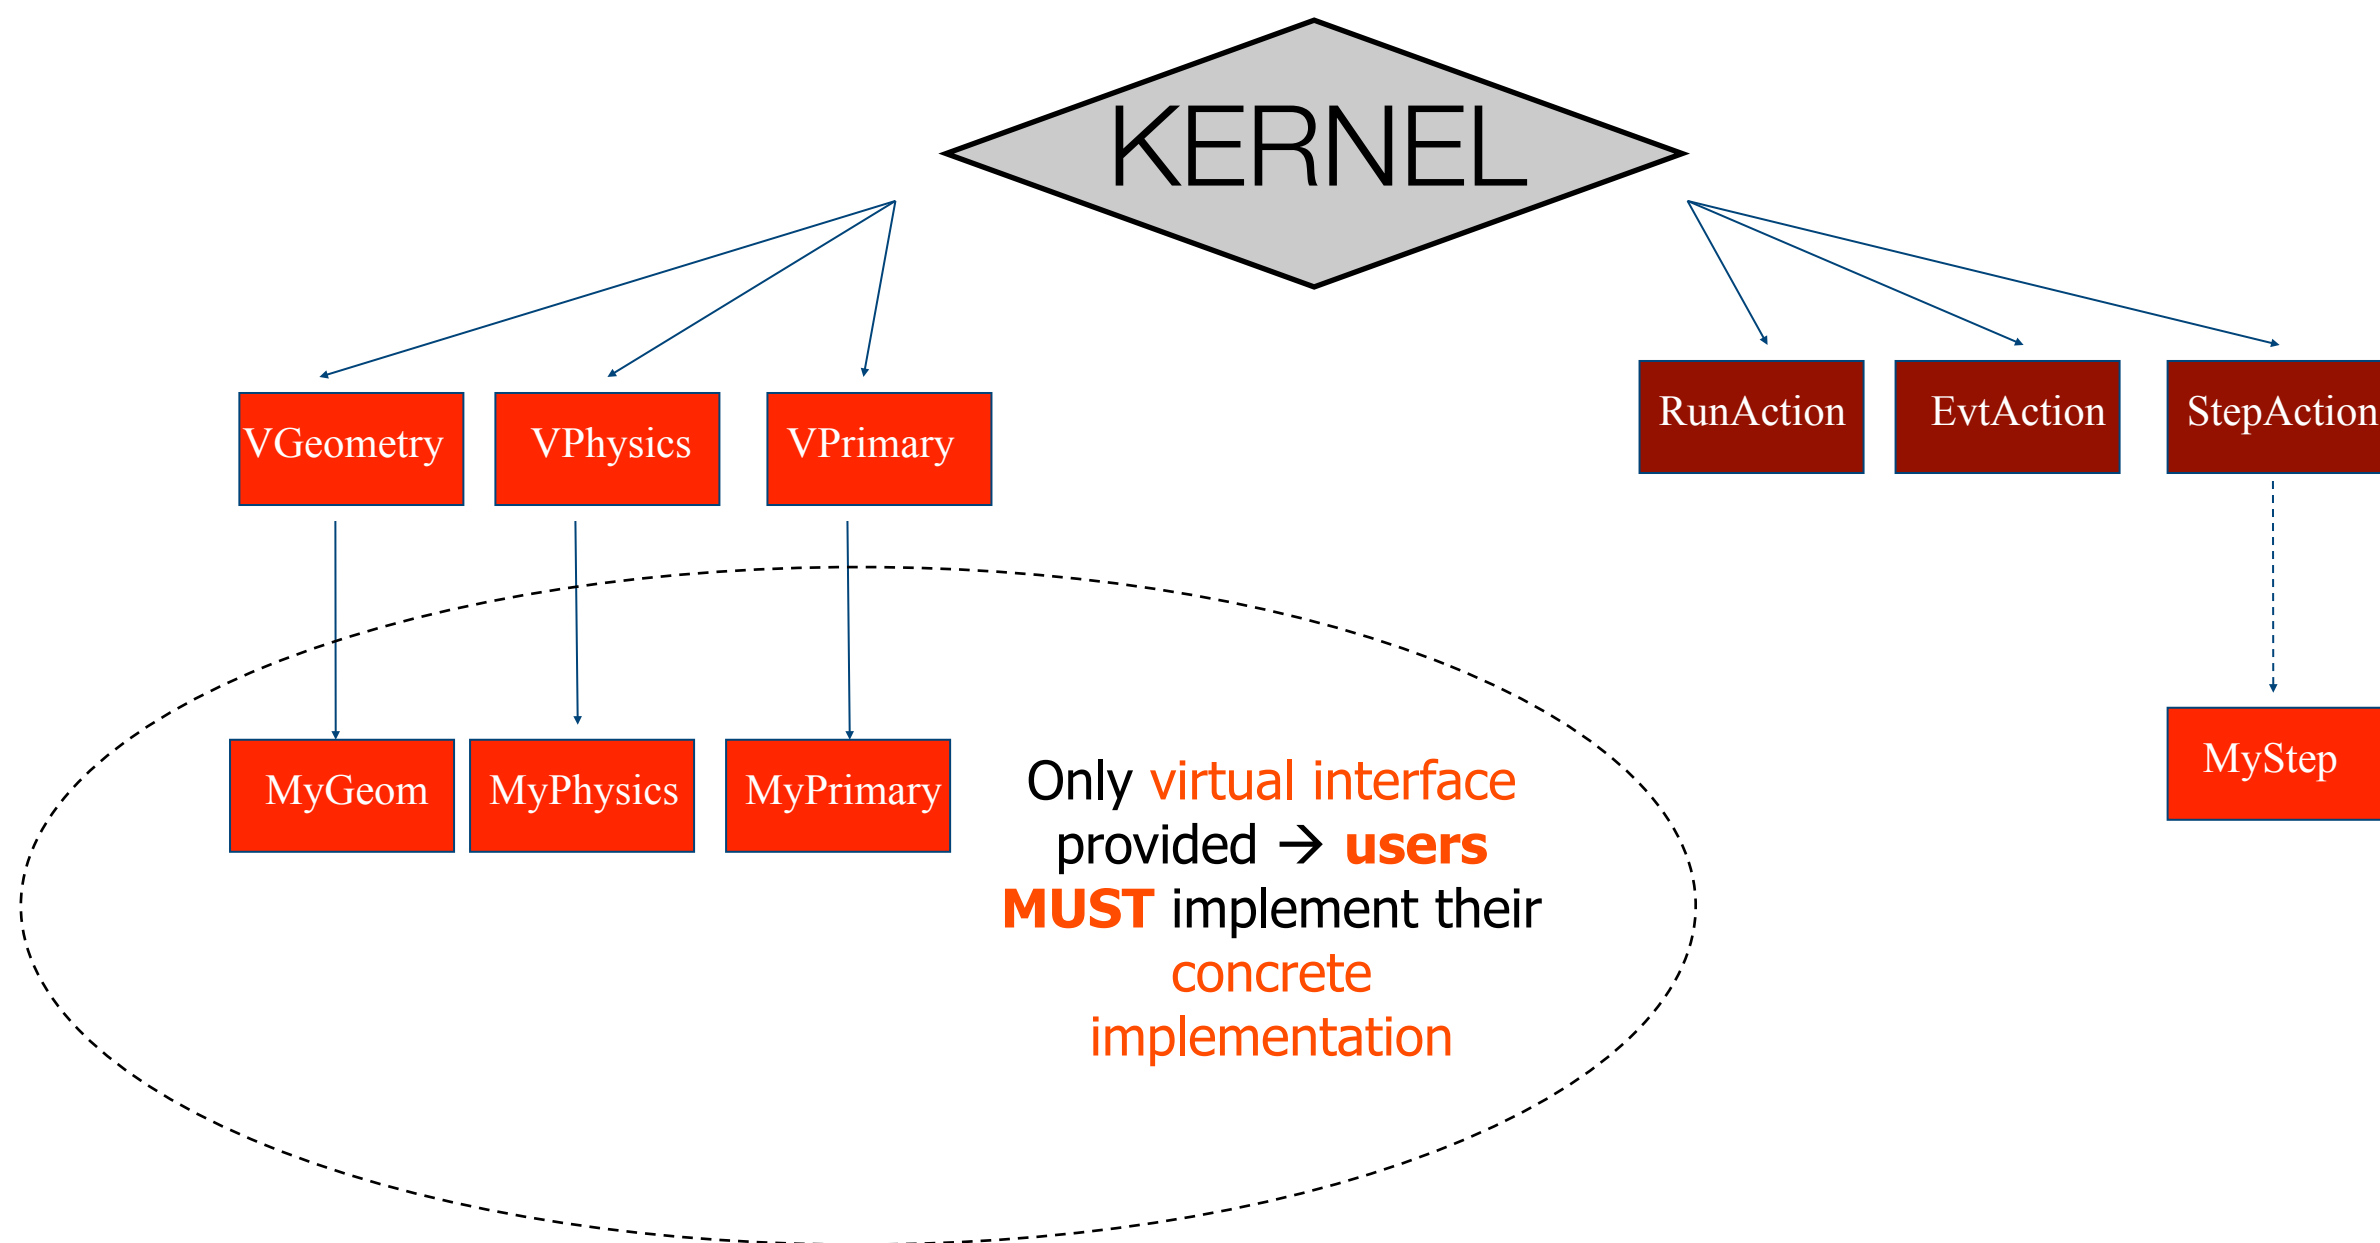 KERNEL
VGeometry
VPhysics
VPrimary
RunAction
EvtAction
StepAction
MyGeom
MyPhysics
MyPrimary
MyStep
Only virtual interface
provided → users
MUST implement their
concrete
implementation